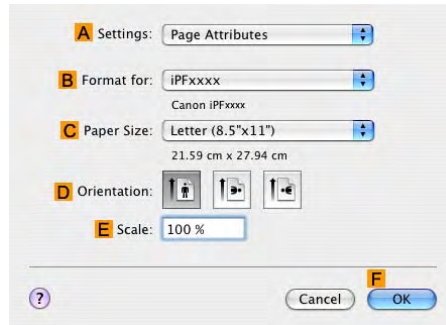 A Settings: Page Attributes
B Format for: iPFxxxx
Canon iPFxxxx
C Paper Size: Letter (8.5"x11")
21.59 cm x 27.94 cm
D Orientation:
E Scale: 100 %
F
? Cancel OK